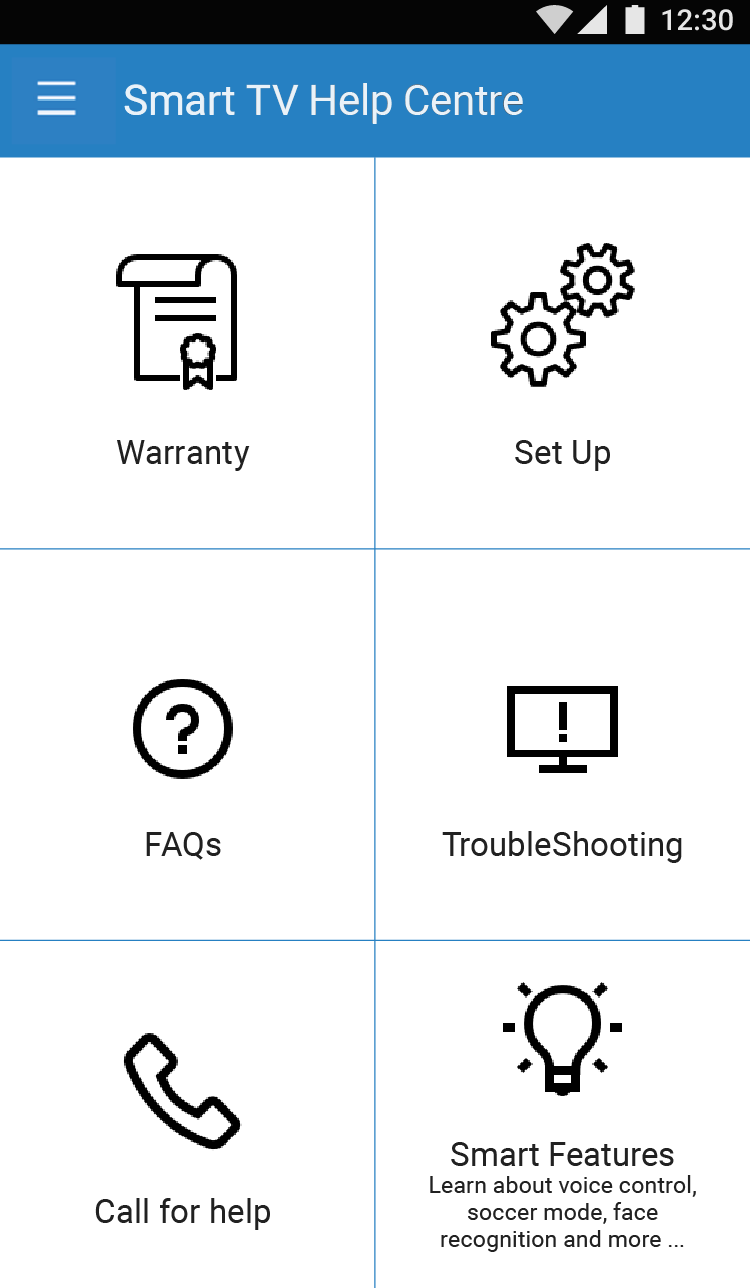 12:30
Smart TV Help Centre
Warranty
Set Up
FAQs
TroubleShooting
Call for help
Smart Features
Learn about voice control,
soccer mode, face
recognition and more ...